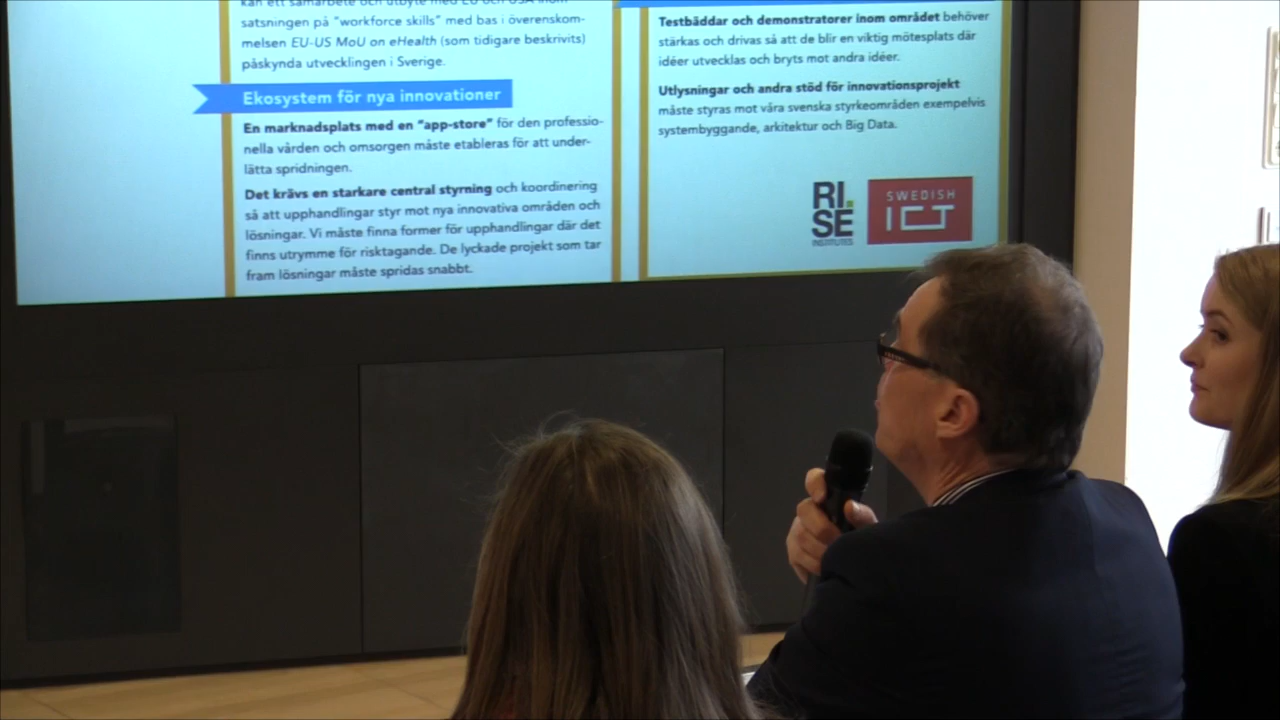 kan ett samarbete och utbyte med EU och USA inom
satsningen på "workforce skills" med bas i överenskom-
melsen EU-US MoU on eHealth (som tidigare beskrivits)
påskynda utvecklingen i Sverige.
Ekosystem för nya innovationer
En marknadsplats med en "app-store" för den professio-
nella vården och omsorgen måste etableras för att under-
lätta spridningen.
Det krävs en starkare central styrning och koordinering
så att upphandlingar styr mot nya innovativa områden och
lösningar. Vi måste finna former för upphandlingar där det
finns utrymme för risktagande. De lyckade projekt som tar
fram lösningar måste spridas snabbt.
Testbäddar och demonstratorer inom området behöver
stärkas och drivas så att de blir en viktig mötesplats där
idéer utvecklas och bryts mot andra idéer.
Utlysningar och andra stöd för innovationsprojekt
måste styras mot våra svenska styrkeområden exempelvis
systembyggande, arkitektur och Big Data.
RI.
SE
INSTITUTES
SWEDISH
ICT